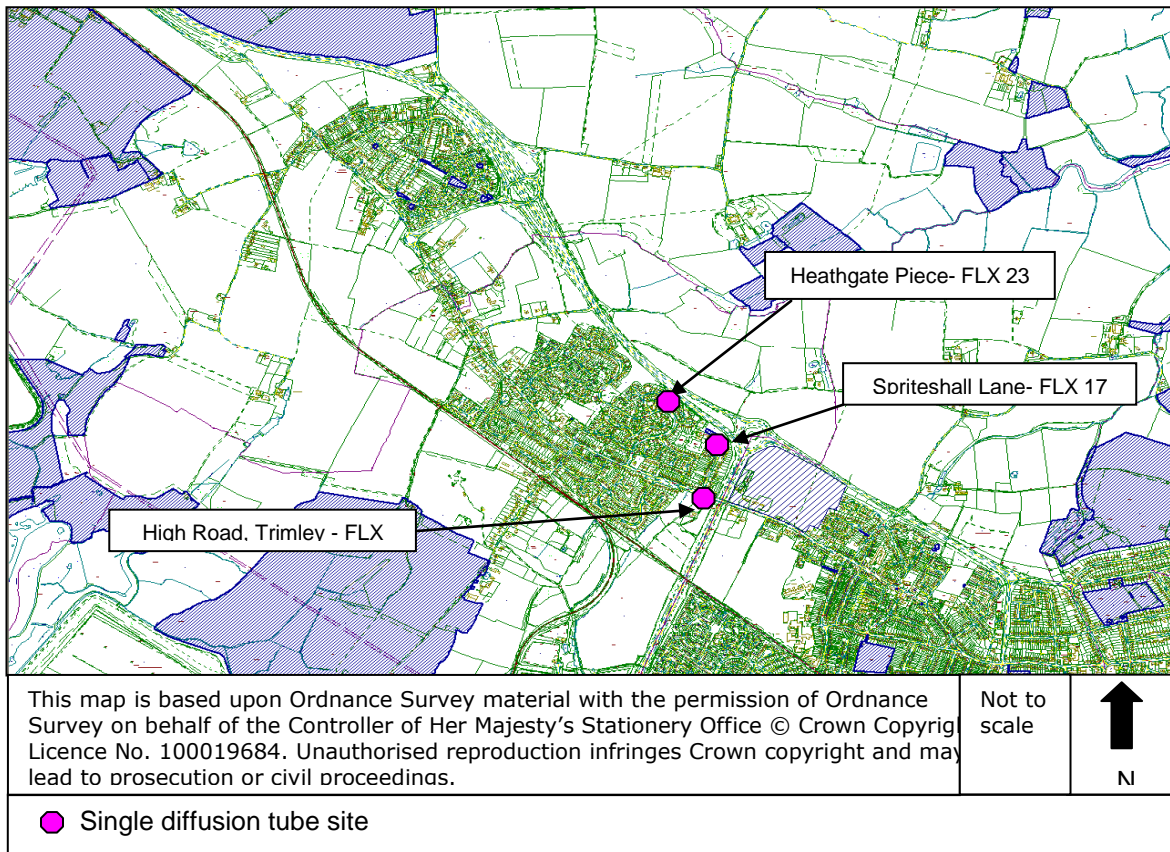 Heathgate Piece- FLX 23
Spriteshall Lane- FLX 17
High Road, Trimley - FLX
This map is based upon Ordnance Survey material with the permission of Ordnance
Survey on behalf of the Controller of Her Majesty's Stationery Office © Crown Copyrigh
Licence No. 100019684. Unauthorised reproduction infringes Crown copyright and may
lead to prosecution or civil proceedings.
Not to
scale
N
Single diffusion tube site